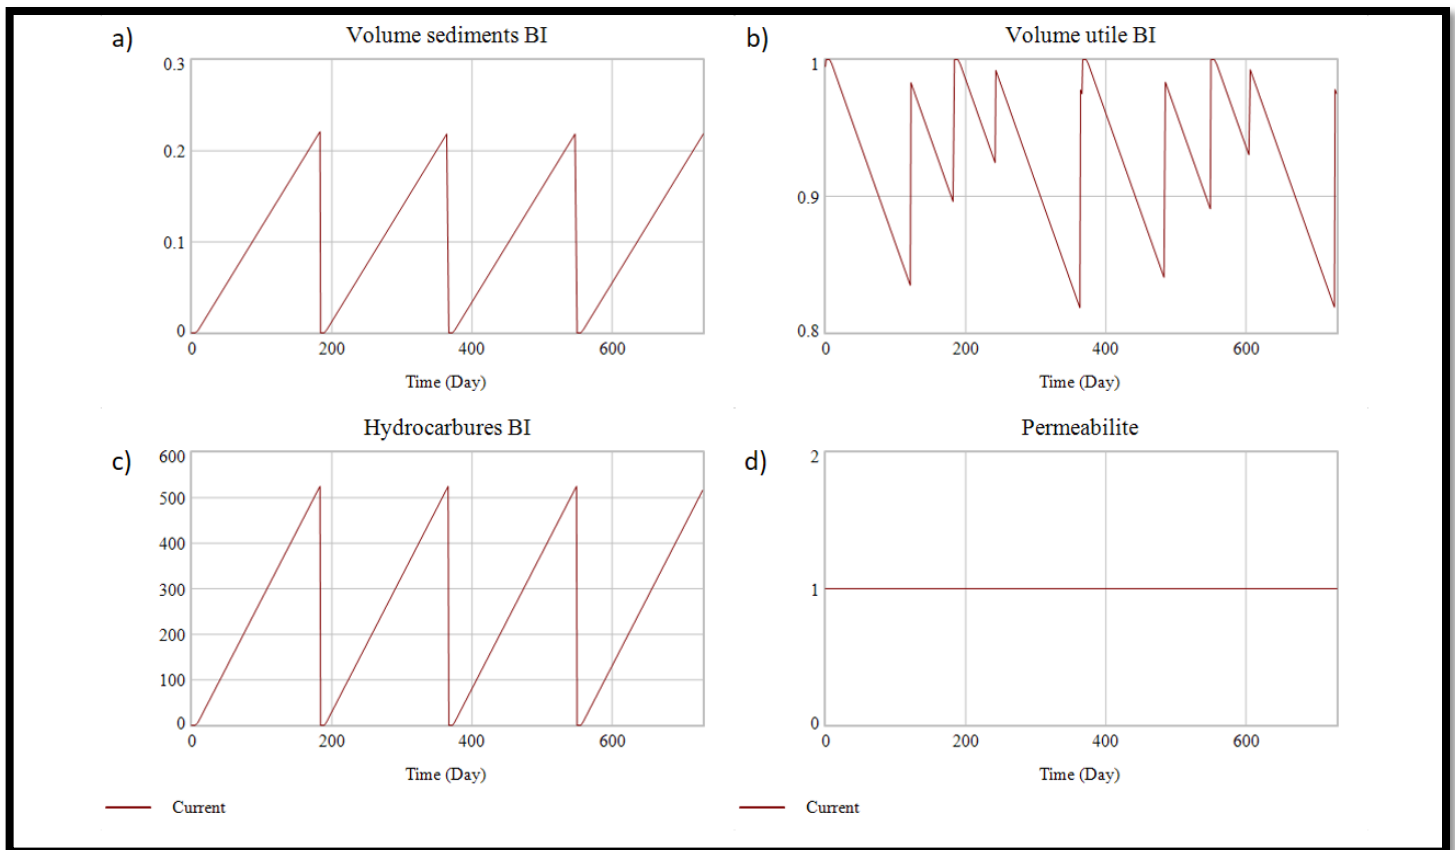 a)
Volume sediments BI
0.3
0.2
0.1
0
0 200 400 600
Time (Day)
b)
Volume utile BI
1
0.9
0.8
0 200 400 600
Time (Day)
c)
Hydrocarbures BI
600
500
400
300
200
100
0
0 200 400 600
Time (Day)
Current
d)
Permeabilite
2
1
0
0 200 400 600
Time (Day)
Current